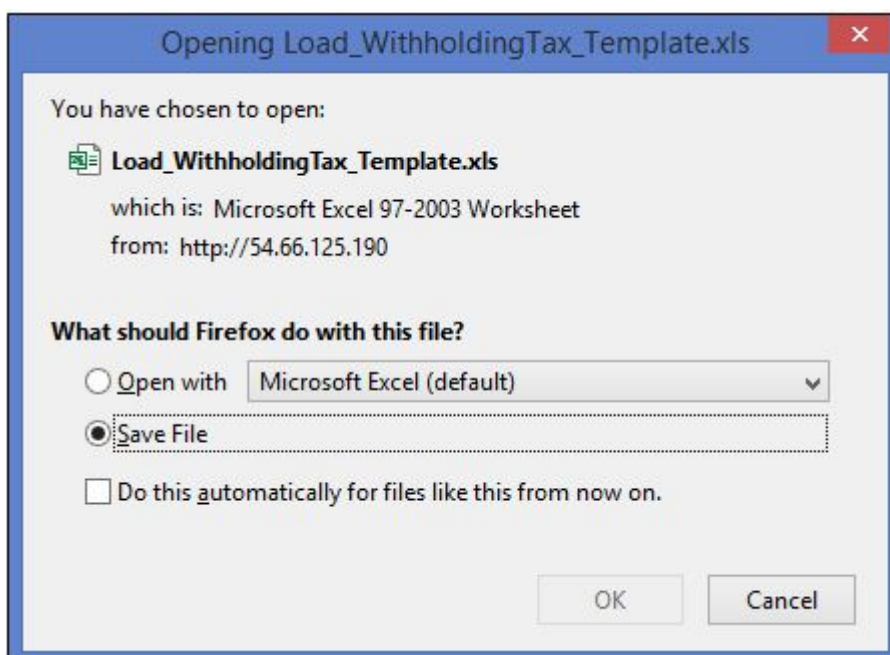 Opening Load_WithholdingTax_Template.xls
You have chosen to open:
Load_WithholdingTax_Template.xls
which is: Microsoft Excel 97-2003 Worksheet
from: http://54.66.125.190
What should Firefox do with this file?
Open with Microsoft Excel (default)
Save File
Do this automatically for files like this from now on.
OK Cancel